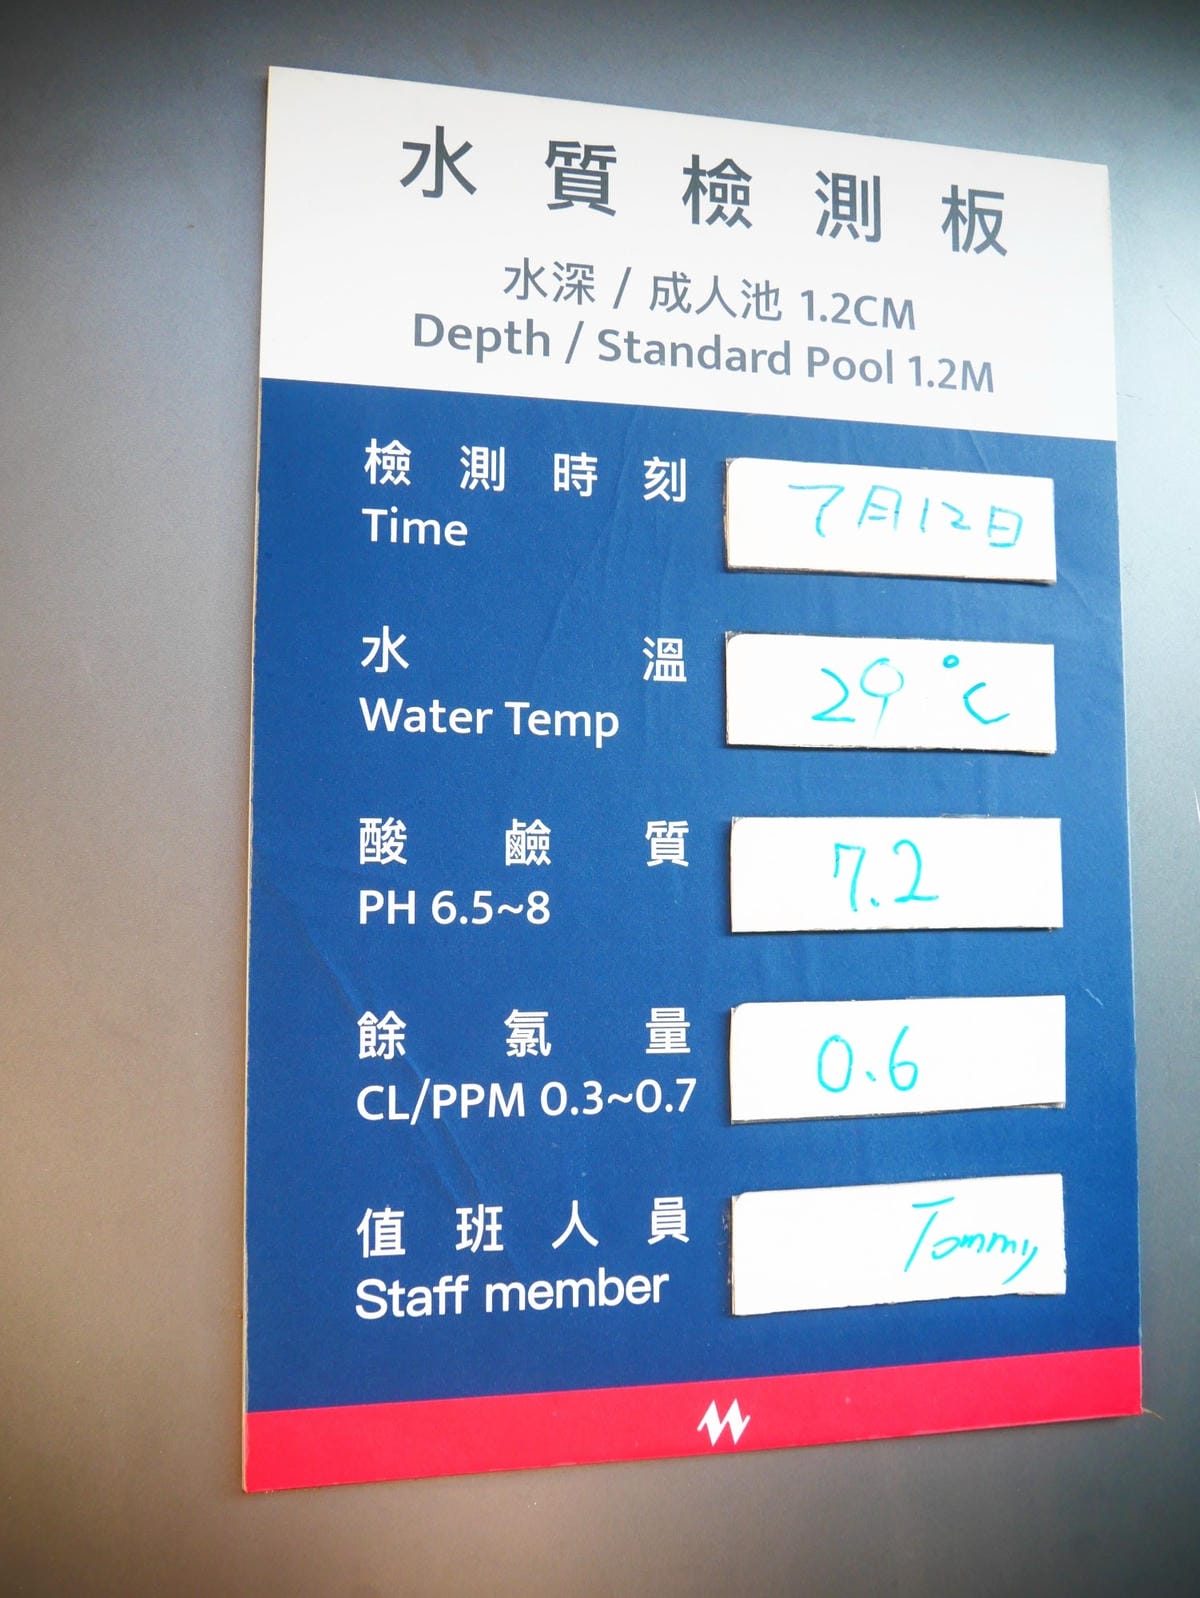 水質檢測板
水深 / 成人池 1.2CM
Depth / Standard Pool 1.2M
檢測時刻
Time
7月12日
水溫
Water Temp
29°C
酸鹼質
PH 6.5~8
7.2
餘氯量
CL/PPM 0.3~0.7
0.6
值班人員
Staff member
Tommy